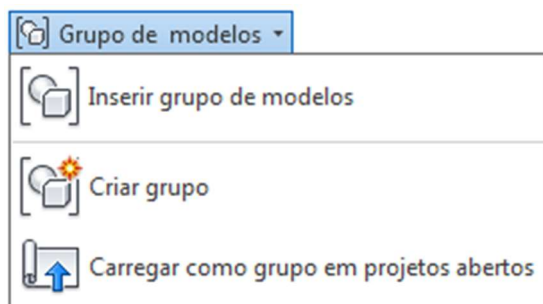 Grupo de modelos
Inserir grupo de modelos
Criar grupo
Carregar como grupo em projetos abertos